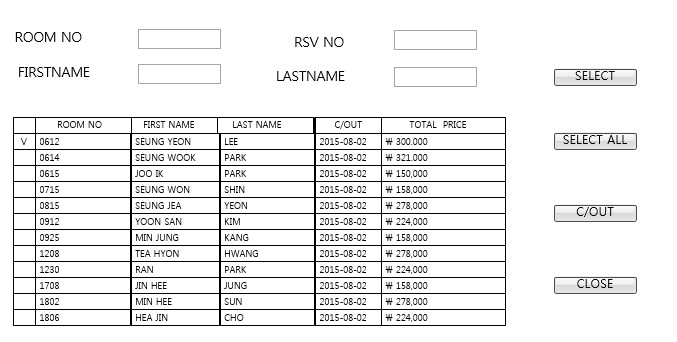 ROOM NO
RSV NO
FIRSTNAME
LASTNAME
SELECT
ROOM NO FIRST NAME LAST NAME C/OUT TOTAL PRICE
V 0612 SEUNG YEON LEE 2015-08-02 ₩ 300.000
0614 SEUNG WOOK PARK 2015-08-02 ₩ 321.000
0615 JOO IK PARK 2015-08-02 ₩ 150,000
0715 SEUNG WON SHIN 2015-08-02 ₩ 158,000
0815 SEUNG JEA YEON 2015-08-02 ₩ 278,000
0912 YOON SAN KIM 2015-08-02 ₩ 224,000
0925 MIN JUNG KANG 2015-08-02 ₩ 158,000
1208 TEA HYON HWANG 2015-08-02 ₩ 278,000
1230 RAN PARK 2015-08-02 ₩ 224,000
1708 JIN HEE JUNG 2015-08-02 ₩ 158,000
1802 MIN HEE SUN 2015-08-02 ₩ 278,000
1806 HEA JIN CHO 2015-08-02 ₩ 224,000
SELECT ALL
C/OUT
CLOSE